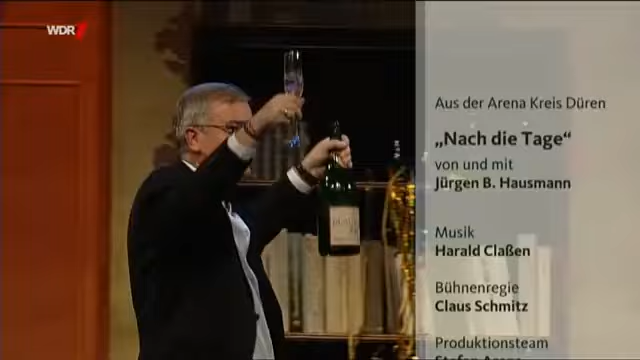 WDR
Aus der Arena Kreis Düren
„Nach die Tage“
von und mit
Jürgen B. Hausmann
Musik
Harald Claßen
Bühnenregie
Claus Schmitz
Produktionsteam